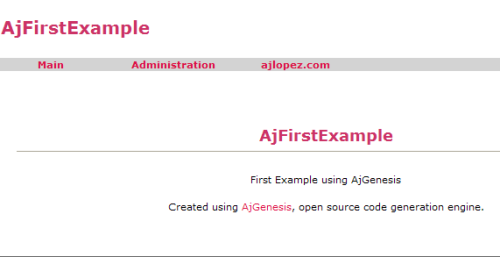 AjFirstExample
Main Administration ajlopez.com
AjFirstExample
First Example using AjGenesis
Created using AjGenesis, open source code generation engine.